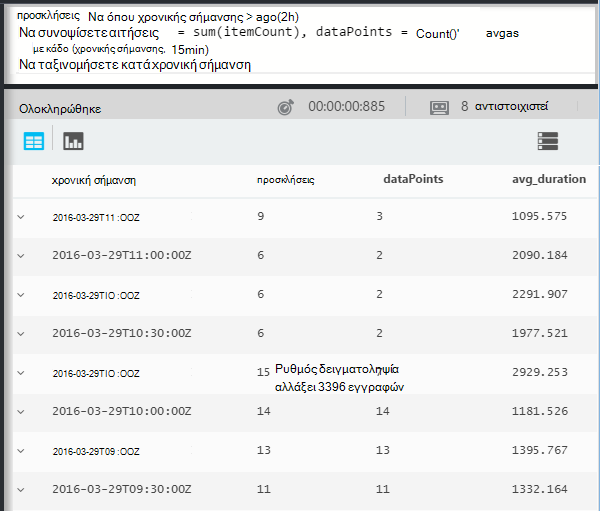 προσκλήσεις Να όπου χρονικής σήμανσης > ago(2h)
Να συνοψίσετε αιτήσεις = sum(itemCount), dataPoints = Count()' avgas
με κάδο (χρονικής σήμανσης, 15min)
Να ταξινομήσετε κατά χρονική σήμανση
Ολοκληρώθηκε 00:00:00:885 8 αντιστοιχιστεί
χρονική σήμανση προσκλήσεις dataPoints avg_duration
2016-03-29T11 :OOZ 9 3 1095.575
2016-03-29T11:00:00Z 6 2 2090.184
2016-03-29TIO :OOZ 6 2 2291.907
2016-03-29T10:30:00Z 6 2 1977.521
2016-03-29TIO :OOZ 15 Ρυθμός δειγματοληψία 2929.253
αλλάξει 3396 εγγραφών
2016-03-29T10:00:00Z 14 14 1181.526
2016-03-29T09 :OOZ 13 13 1395.767
2016-03-29T09:30:00Z 11 11 1332.164